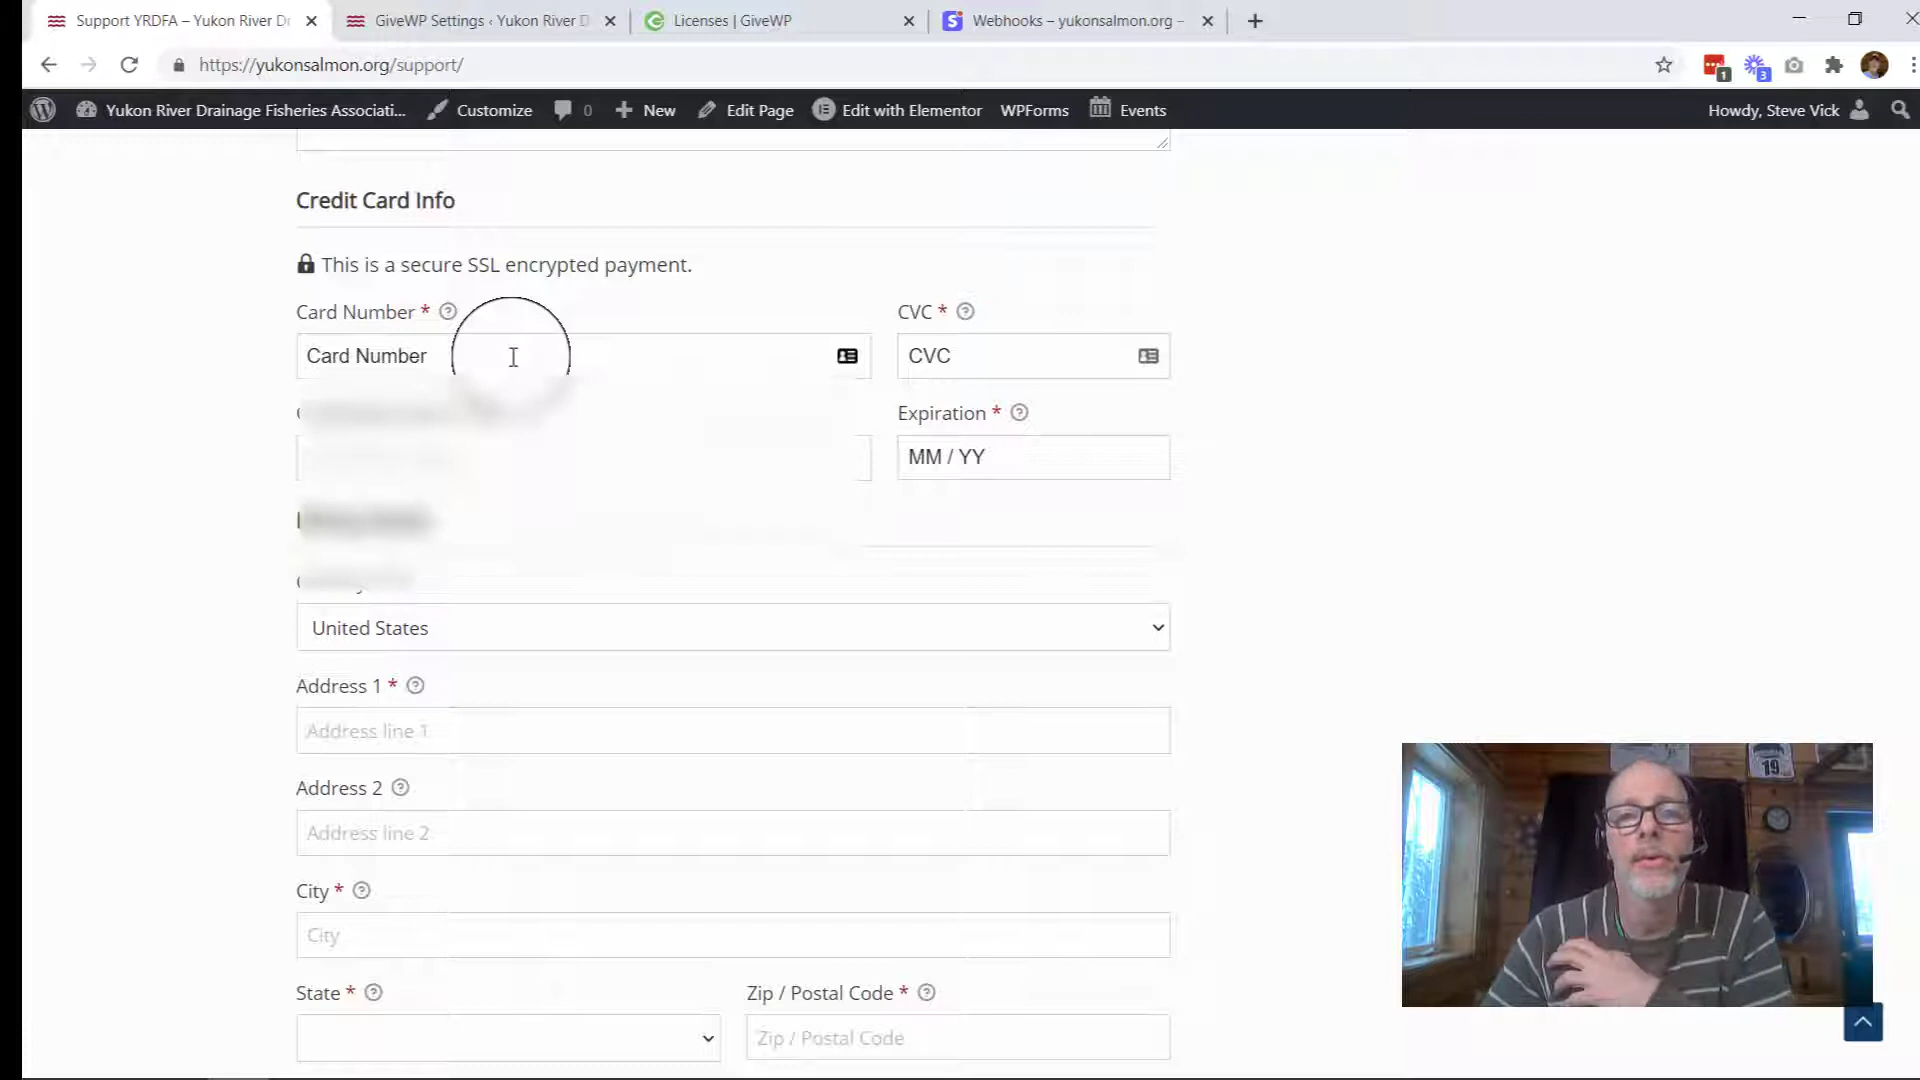 Support YRDFA – Yukon River Dr
GiveWP Settings ‹ Yukon River D
Licenses | GiveWP
Webhooks – yukonsalmon.org –
https://yukonsalmon.org/support/
1
3
Yukon River Drainage Fisheries Associati...
Customize
0
New
Edit Page
Edit with Elementor
WPForms
Events
Howdy, Steve Vick
Credit Card Info
This is a secure SSL encrypted payment.
Card Number *
CVC *
Card Number
CVC
Expiration *
MM / YY
United States
Address 1 *
Address line 1
Address 2
Address line 2
City *
City
19
State *
Zip / Postal Code *
Zip / Postal Code